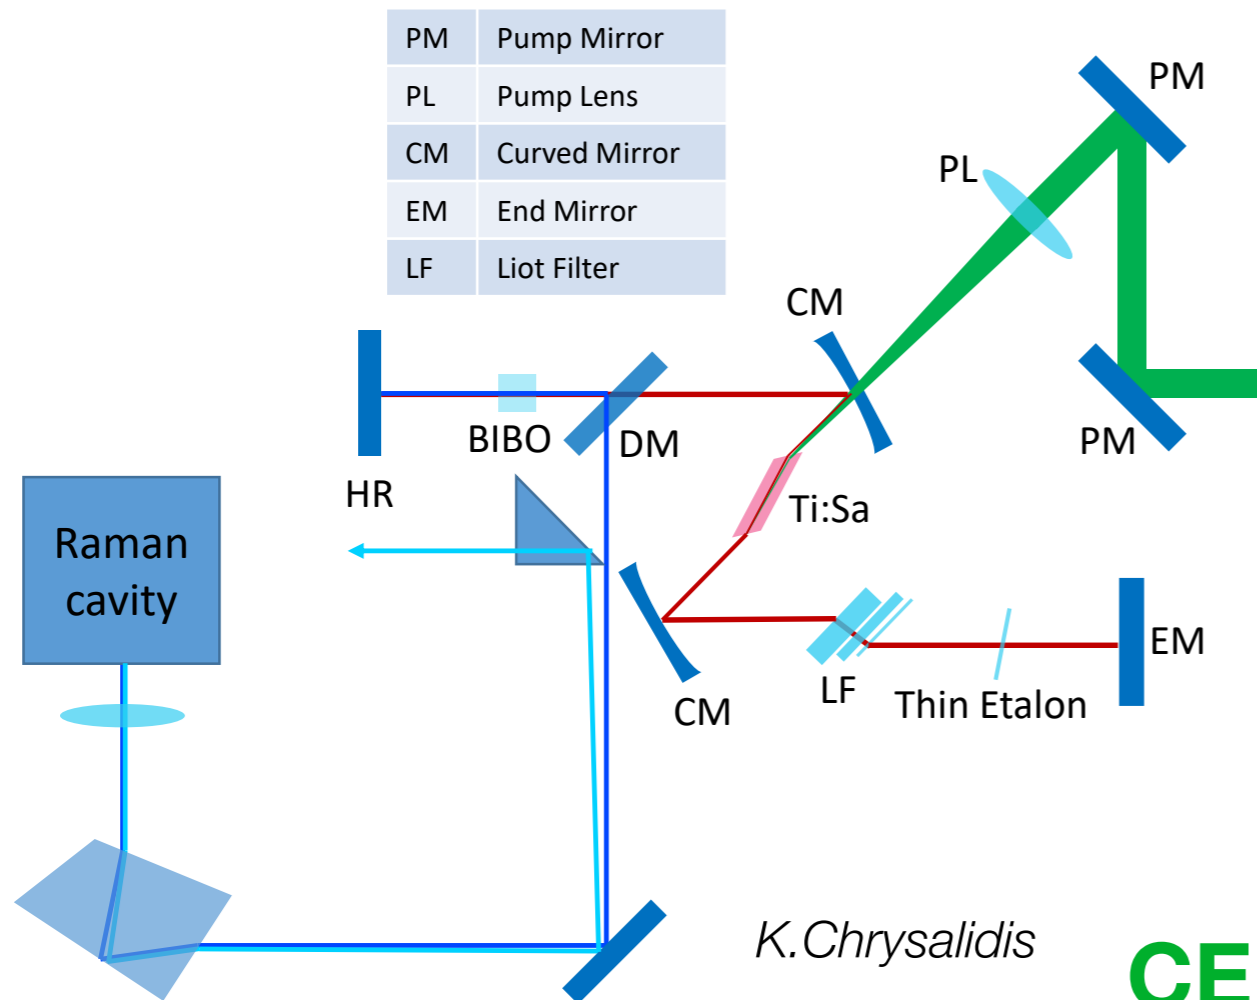 PM Pump Mirror
PL Pump Lens
CM Curved Mirror
EM End Mirror
LF Liot Filter
PM
PL
CM
BIBO
DM
PM
HR
Ti:Sa
Raman
cavity
EM
LF
CM
Thin Etalon
K.Chrysalidis
CE